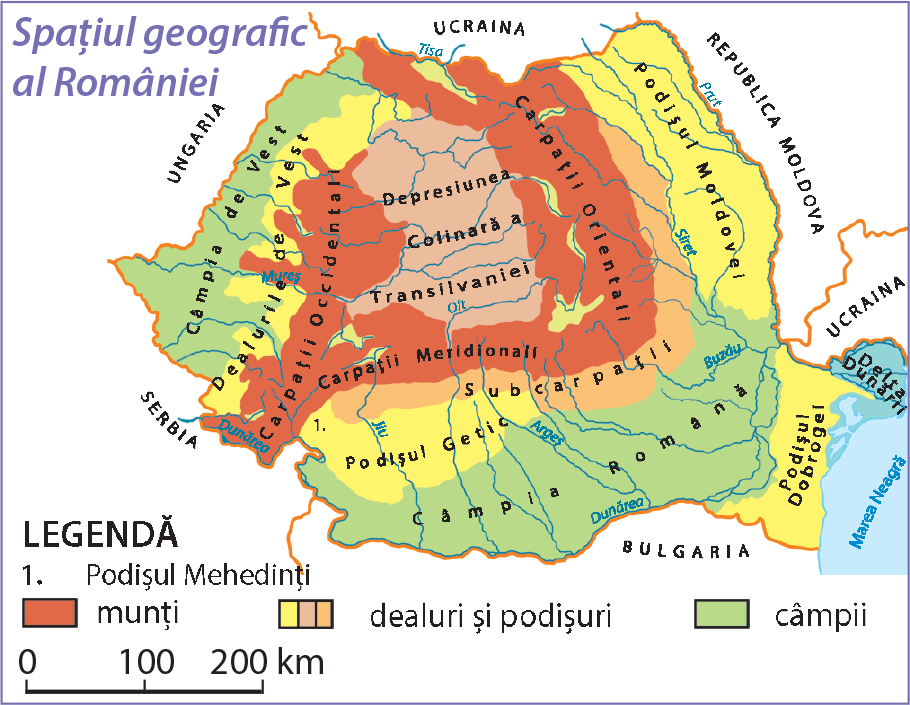 Spațiul geografic
al României
UCRAINA
Tisa
REPUBLICA MOLDOVA
Prut
UNGARIA
Podișul Moldovei
Carpații Orientali
Câmpia de Vest
Dealurile de Vest
Carpații Occidentali
Depresiunea
Colinară a
Transilvaniei
Siret
Mureș
Olt
UCRAINA
Carpații Meridionali
Subcarpații
Buzău
Delta
Dunării
SERBIA
Dunărea
1.
Jiu
Podișul Getic
Argeș
Câmpia Română
Podișul
Dobrogei
Marea Neagră
Dunărea
BULGARIA
LEGENDĂ
1. Podișul Mehedinți
munți
dealuri și podișuri
câmpii
0 100 200 km